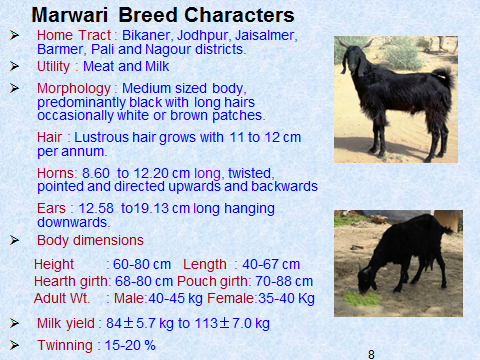 Marwari Breed Characters
Home Tract : Bikaner, Jodhpur, Jaisalmer,
Barmer, Pali and Nagour districts.
Utility : Meat and Milk
Morphology : Medium sized body,
predominantly black with long hairs
occasionally white or brown patches.
Hair : Lustrous hair grows with 11 to 12 cm
per annum.
Horns: 8.60 to 12.20 cm long, twisted,
pointed and directed upwards and backwards
Ears : 12.58 to19.13 cm long hanging
downwards.
Body dimensions
Height : 60-80 cm Length : 40-67 cm
Hearth girth: 68-80 cm Pouch girth: 70-88 cm
Adult Wt. : Male:40-45 kg Female:35-40 Kg
Milk yield : 84±5.7 kg to 113±7.0 kg
Twinning : 15-20 %
8